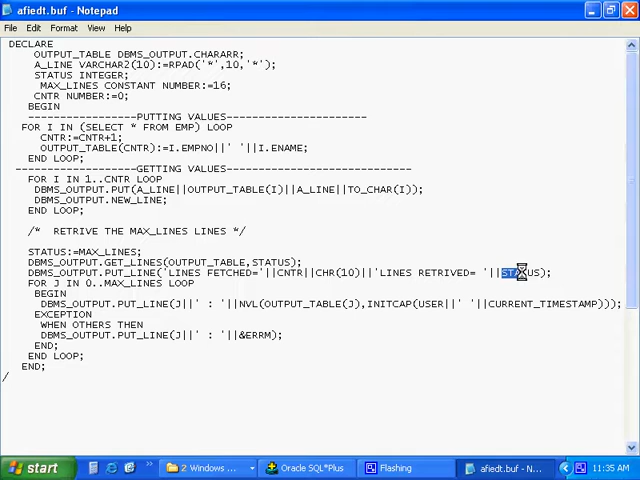 afiedt.buf - Notepad
File Edit Format View Help
DECLARE
OUTPUT_TABLE DBMS_OUTPUT.CHARARR;
A_LINE VARCHAR2(10):=RPAD('*',10,'*');
STATUS INTEGER;
MAX_LINES CONSTANT NUMBER:=16;
CNTR NUMBER:=0;
BEGIN
------------------PUTTING VALUES-----------------------
FOR I IN (SELECT * FROM EMP) LOOP
CNTR:=CNTR+1;
OUTPUT_TABLE(CNTR):=I.EMPNO||' '||I.ENAME;
END LOOP;
--------------------GETTING VALUES------------------------------
FOR I IN 1..CNTR LOOP
DBMS_OUTPUT.PUT(A_LINE||OUTPUT_TABLE(I)||A_LINE||TO_CHAR(I));
DBMS_OUTPUT.NEW_LINE;
END LOOP;
/* RETRIVE THE MAX_LINES LINES */
STATUS:=MAX_LINES;
DBMS_OUTPUT.GET_LINES(OUTPUT_TABLE,STATUS);
DBMS_OUTPUT.PUT_LINE('LINES FETCHED='||CNTR||CHR(10)||'LINES RETRIVED= '||STATUS);
FOR J IN 0..MAX_LINES LOOP
BEGIN
DBMS_OUTPUT.PUT_LINE(J||' : '||NVL(OUTPUT_TABLE(J),INITCAP(USER||' '||CURRENT_TIMESTAMP)));
EXCEPTION
WHEN OTHERS THEN
DBMS_OUTPUT.PUT_LINE(J||' : '||&ERRM);
END;
END LOOP;
END;
/
start
2 Windows ...
Oracle SQL*Plus
Flashing
afiedt.buf - N...
11:35 AM